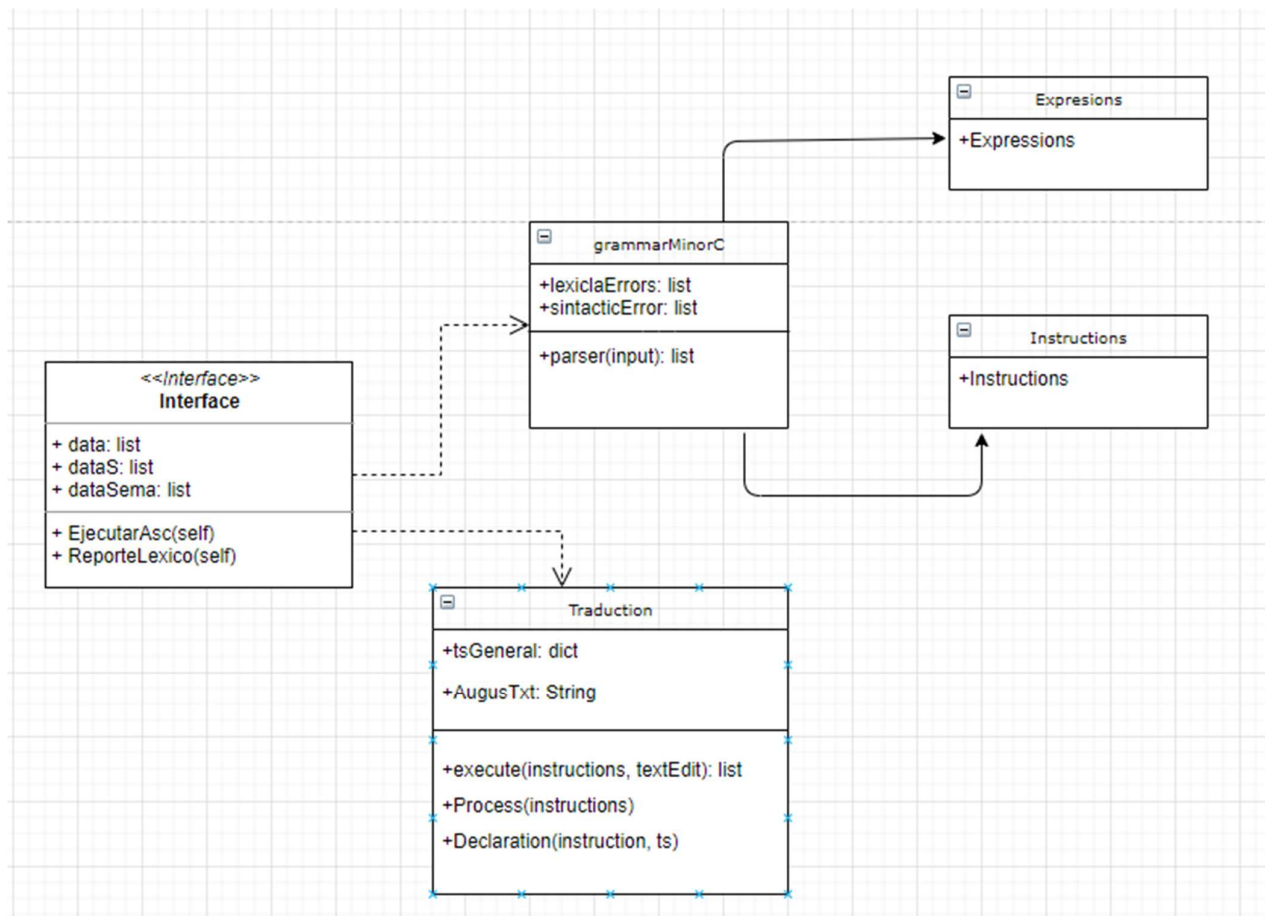 Expresions
+Expressions
grammarMinorC
+lexiclaErrors: list
+sintacticError: list
+parser(input): list
Instructions
+Instructions
<<Interface>>
Interface
+ data: list
+ dataS: list
+ dataSema: list
+ EjecutarAsc(self)
+ ReporteLexico(self)
Traduction
+tsGeneral: dict
+AugusTxt: String
+execute(instructions, textEdit): list
+Process(instructions)
+Declaration(instruction, ts)